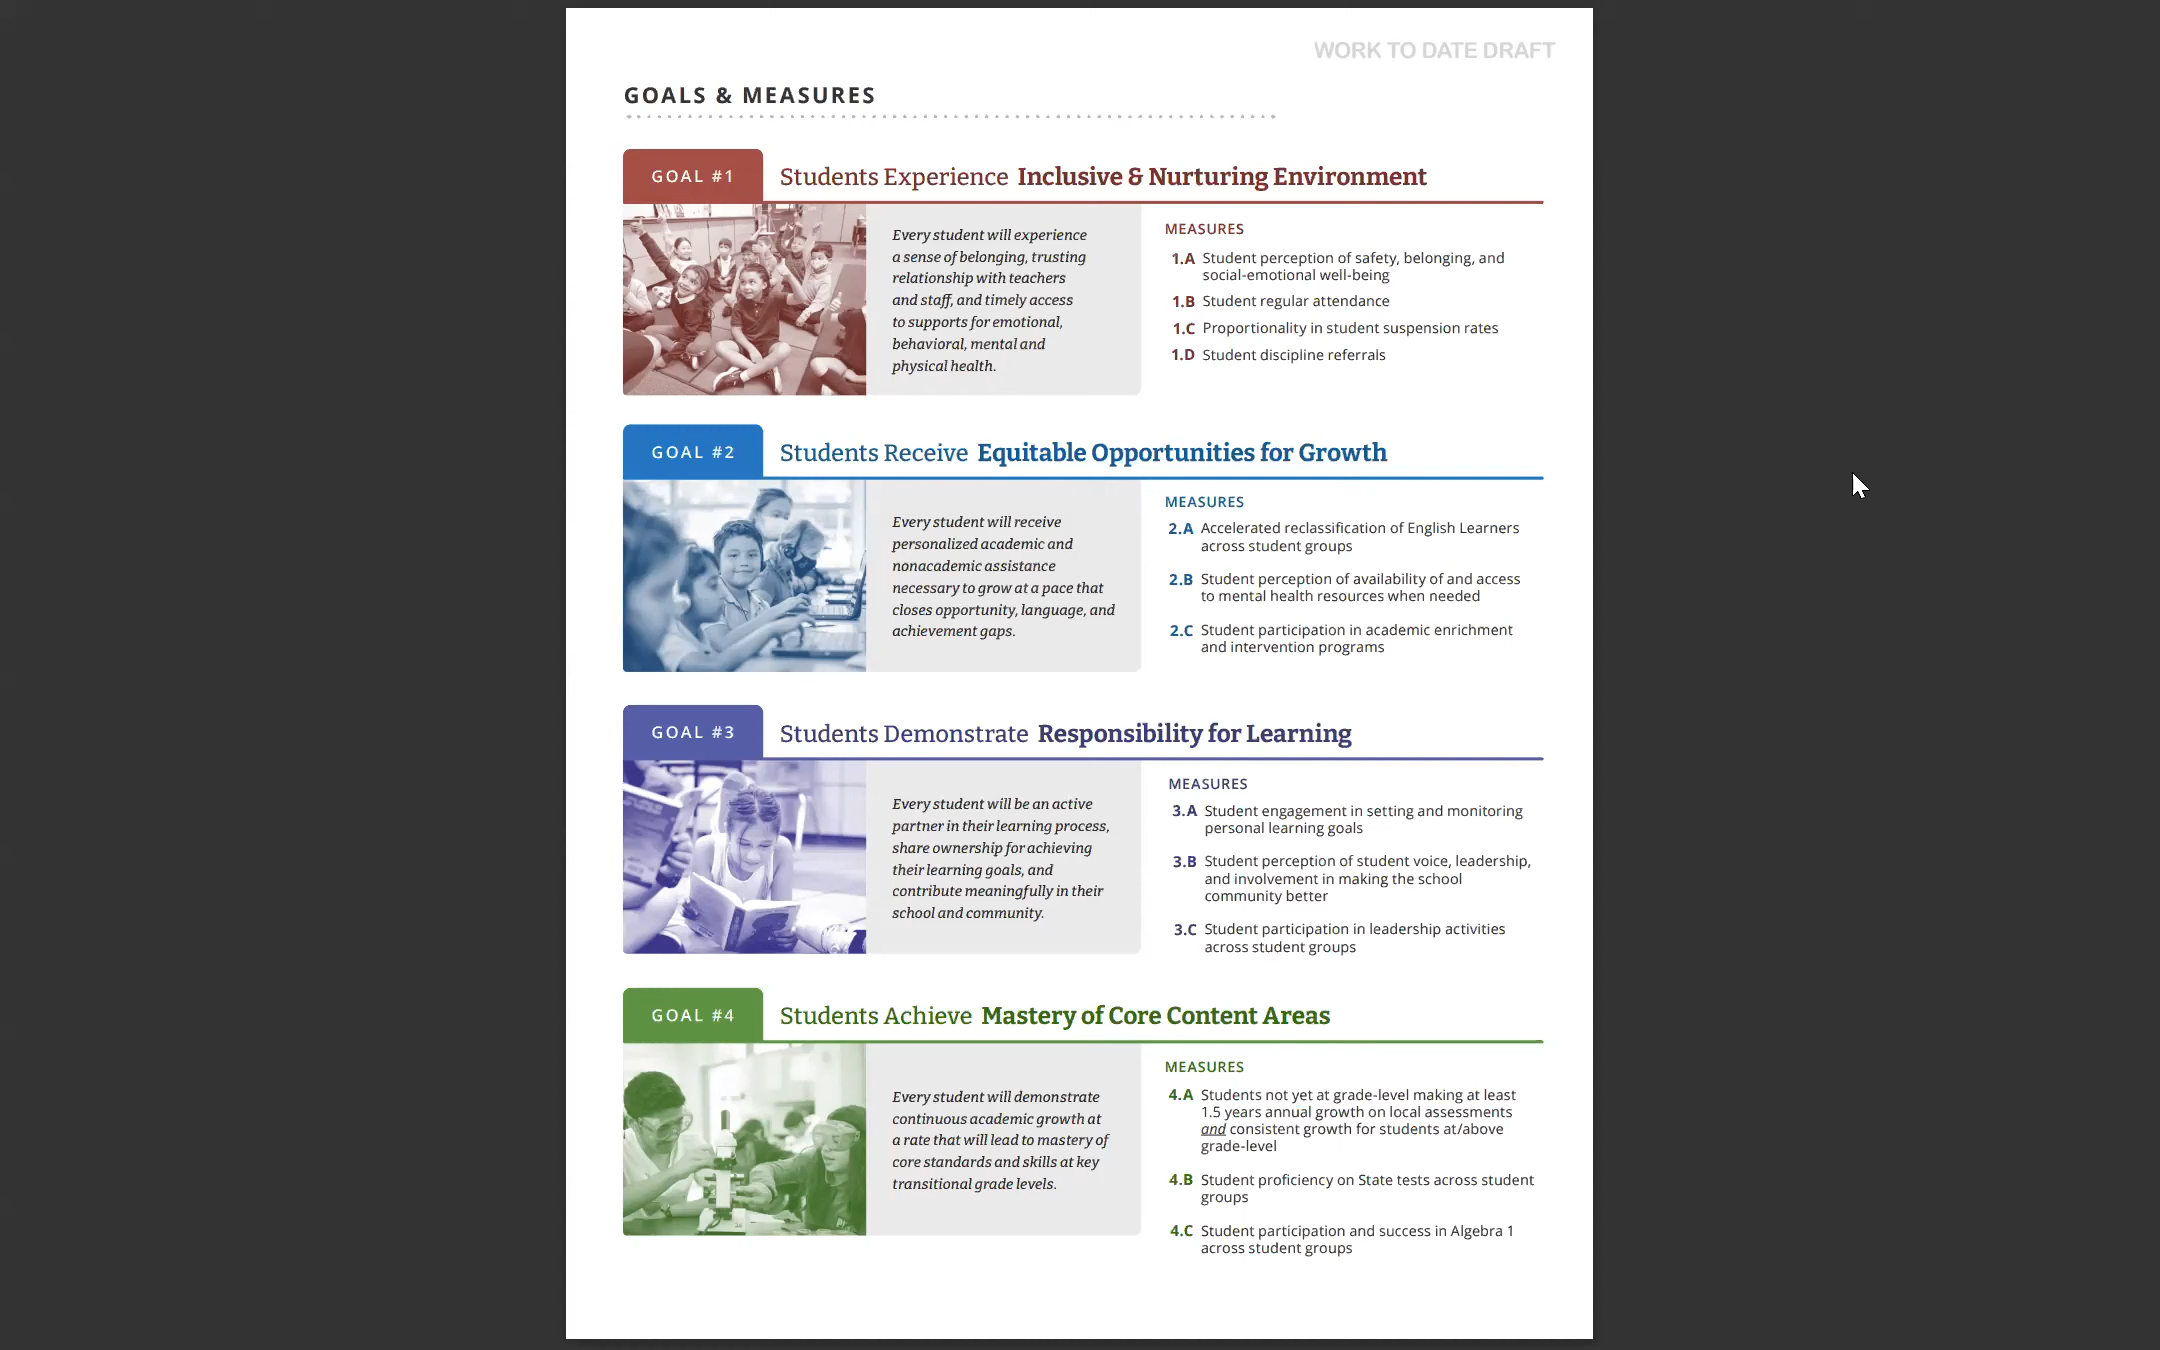 WORK TO DATE DRAFT
GOALS & MEASURES
GOAL #1
Students Experience Inclusive & Nurturing Environment
Every student will experience
a sense of belonging, trusting
relationship with teachers
and staff, and timely access
to supports for emotional,
behavioral, mental and
physical health.
MEASURES
1.A Student perception of safety, belonging, and
social-emotional well-being
1.B Student regular attendance
1.C Proportionality in student suspension rates
1.D Student discipline referrals
GOAL #2
Students Receive Equitable Opportunities for Growth
Every student will receive
personalized academic and
nonacademic assistance
necessary to grow at a pace that
closes opportunity, language, and
achievement gaps.
MEASURES
2.A Accelerated reclassification of English Learners
across student groups
2.B Student perception of availability of and access
to mental health resources when needed
2.C Student participation in academic enrichment
and intervention programs
GOAL #3
Students Demonstrate Responsibility for Learning
Every student will be an active
partner in their learning process,
share ownership for achieving
their learning goals, and
contribute meaningfully in their
school and community.
MEASURES
3.A Student engagement in setting and monitoring
personal learning goals
3.B Student perception of student voice, leadership,
and involvement in making the school
community better
3.C Student participation in leadership activities
across student groups
GOAL #4
Students Achieve Mastery of Core Content Areas
Every student will demonstrate
continuous academic growth at
a rate that will lead to mastery of
core standards and skills at key
transitional grade levels.
MEASURES
4.A Students not yet at grade-level making at least
1.5 years annual growth on local assessments
and consistent growth for students at/above
grade-level
4.B Student proficiency on State tests across student
groups
4.C Student participation and success in Algebra 1
across student groups